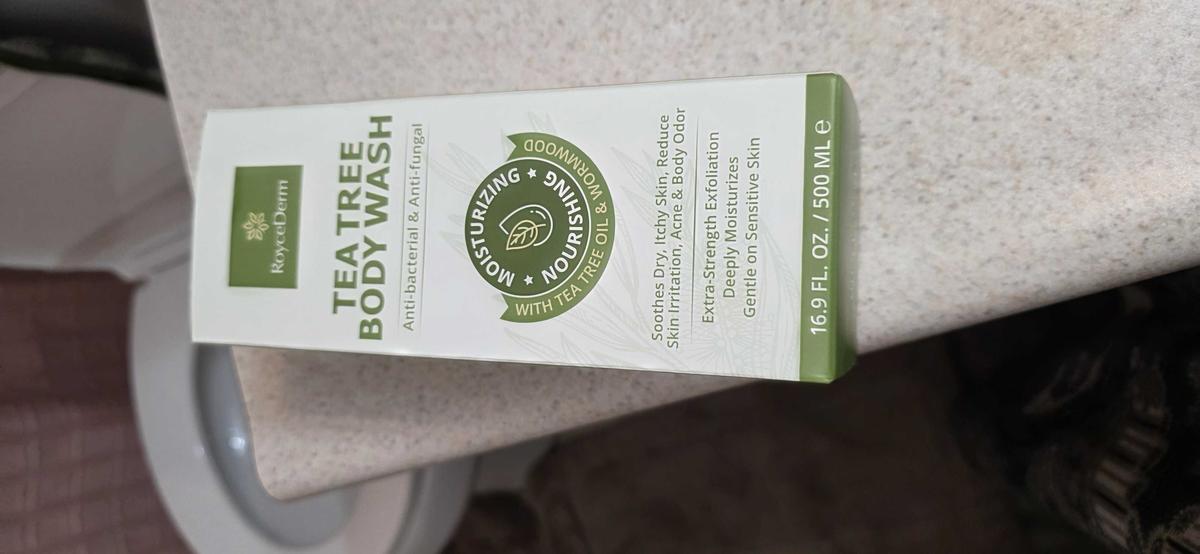 RoyceDerm
TEA TREE
BODY WASH
Anti-bacterial & Anti-fungal
MOISTURIZING ★ NOURISHING ★
WITH TEA TREE OIL & WORMWOOD
Soothes Dry, Itchy Skin, Reduce
Skin Irritation, Acne & Body Odor
Extra-Strength Exfoliation
Deeply Moisturizes
Gentle on Sensitive Skin
16.9 FL. OZ. / 500 ML ℮